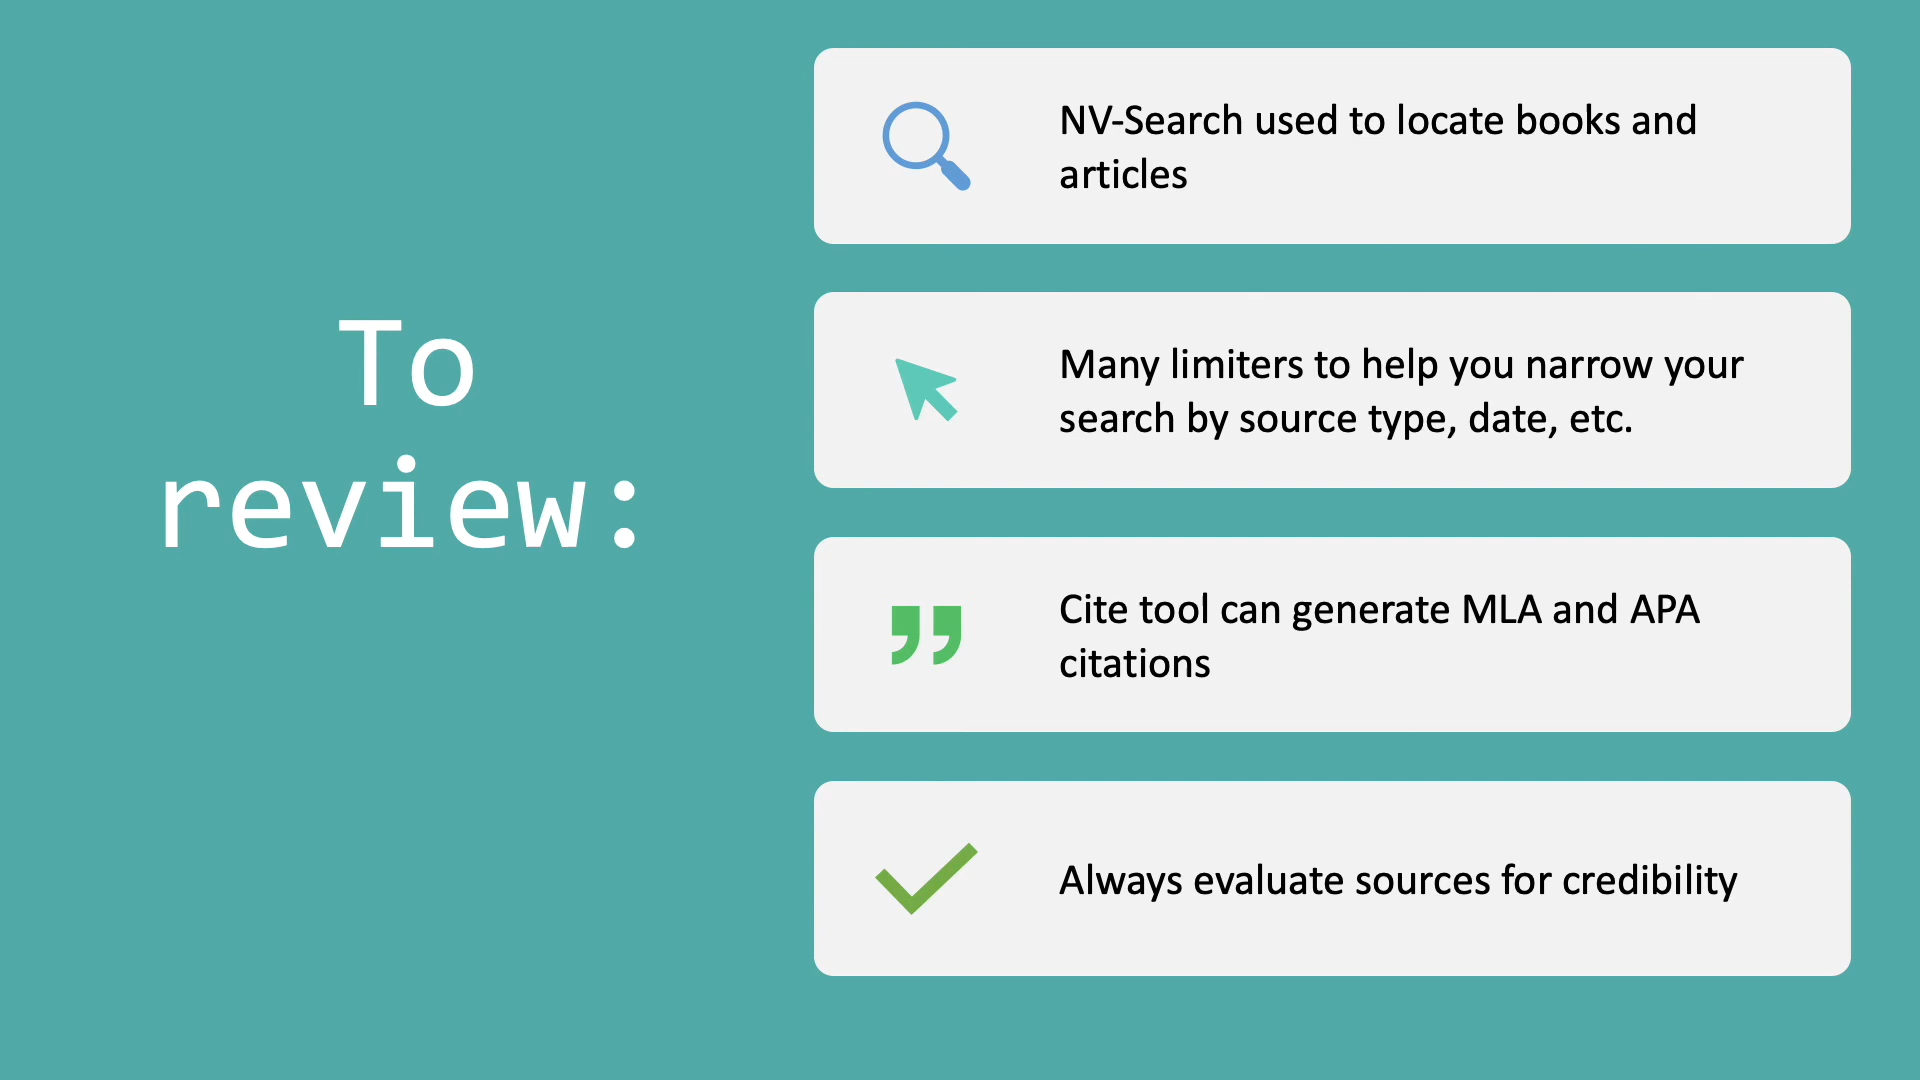 To
review:
NV-Search used to locate books and
articles
Many limiters to help you narrow your
search by source type, date, etc.
Cite tool can generate MLA and APA
citations
Always evaluate sources for credibility